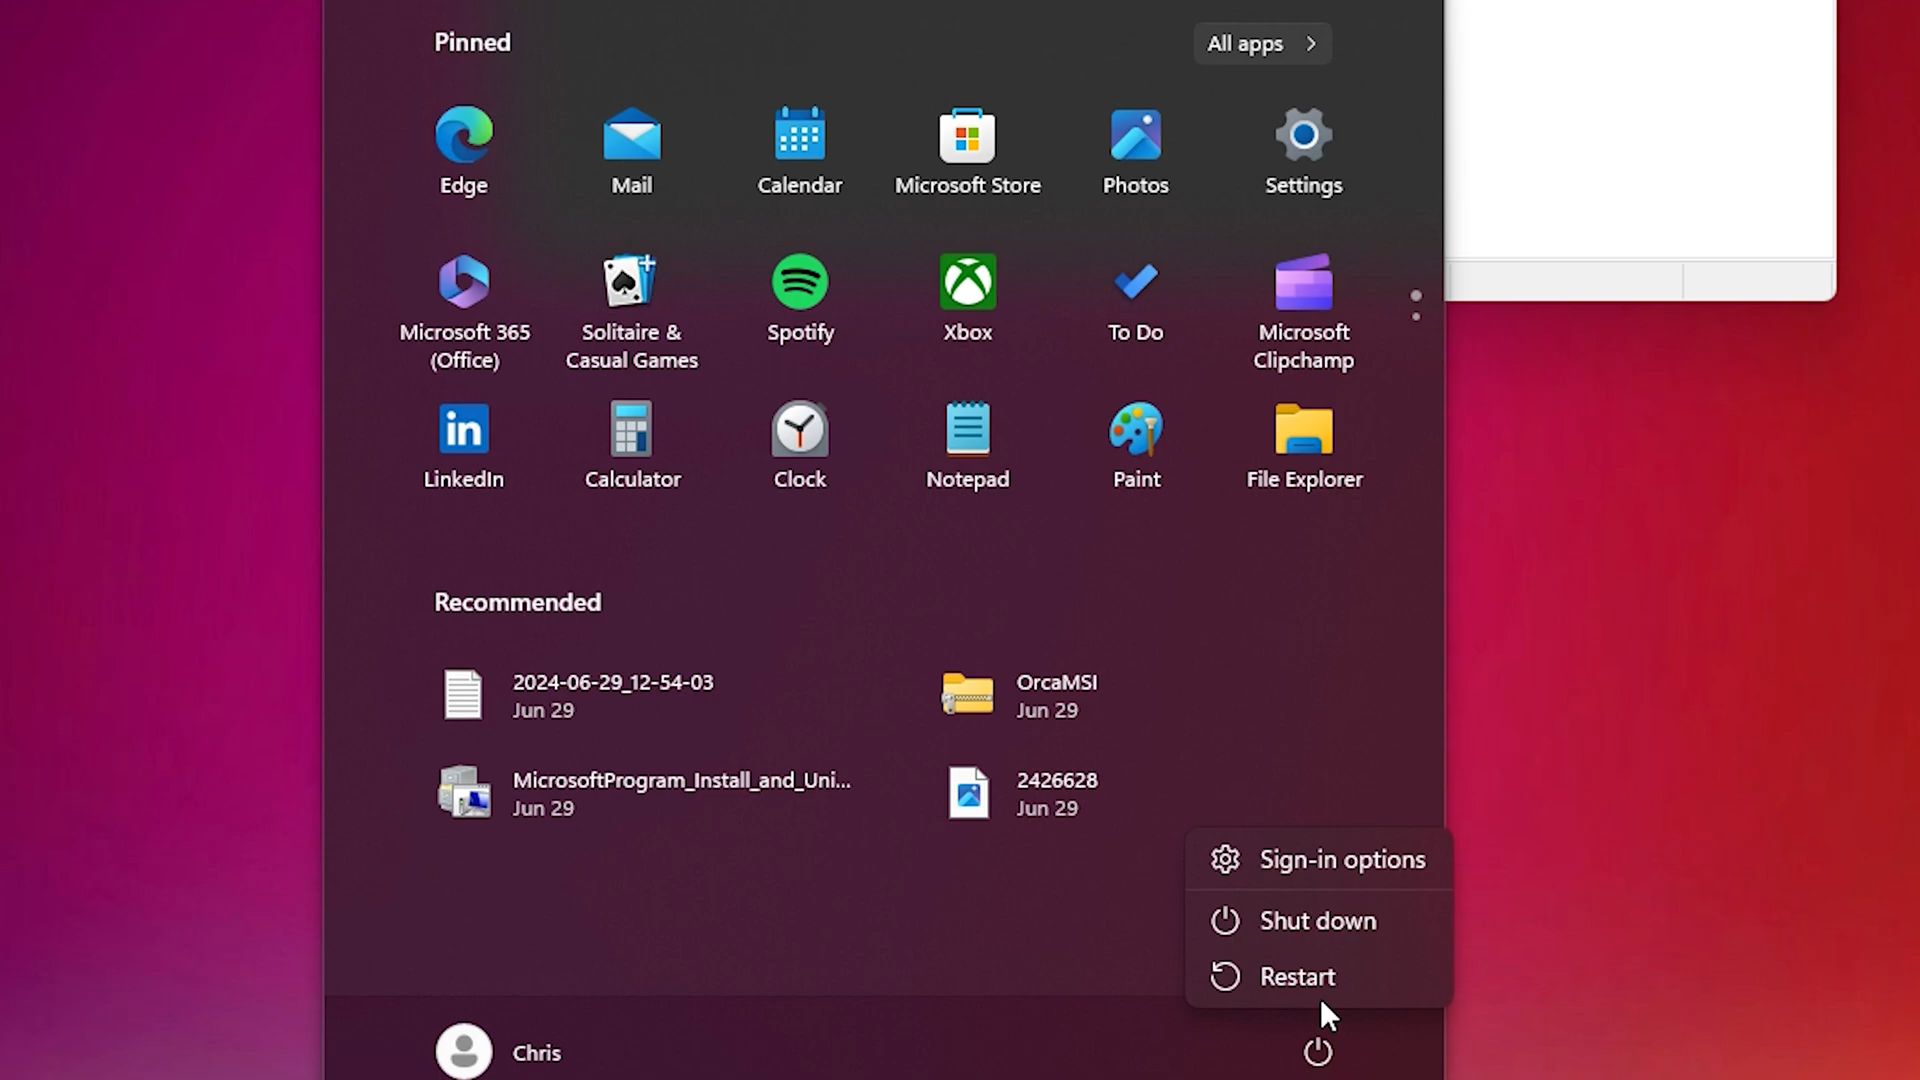 Pinned
All apps
Edge
Mail
Calendar
Microsoft Store
Photos
Settings
Microsoft 365
(Office)
Solitaire &
Casual Games
Spotify
Xbox
To Do
Microsoft
Clipchamp
in
LinkedIn
Calculator
Clock
Notepad
Paint
File Explorer
Recommended
2024-06-29_12-54-03
Jun 29
OrcaMSI
Jun 29
MicrosoftProgram_Install_and_Uni...
Jun 29
2426628
Jun 29
Sign-in options
Shut down
Restart
Chris